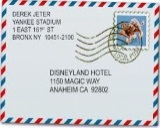 DEREK JETER
YANKEE STADIUM
1 EAST 161ST ST
BRONX NY 10451-2100
DISNEYLAND HOTEL
1150 MAGIC WAY
ANAHEIM CA 92802